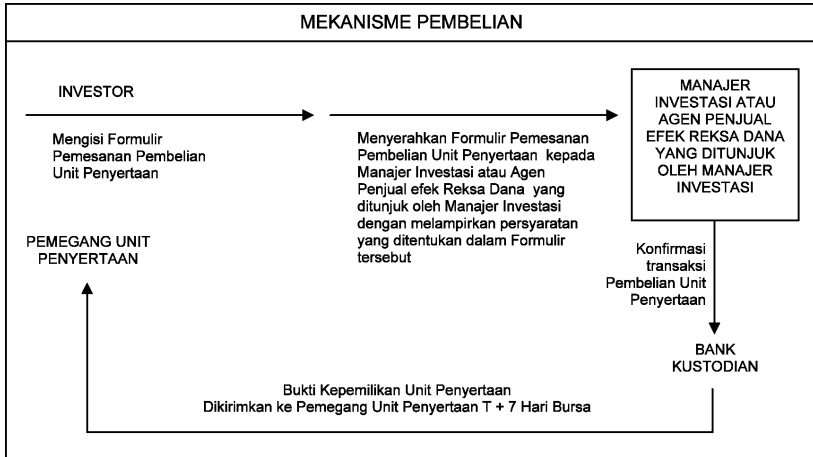 MEKANISME PEMBELIAN
INVESTOR
Mengisi Formulir
Pemesanan Pembelian
Unit Penyertaan
Menyerahkan Formulir Pemesanan
Pembelian Unit Penyertaan kepada
Manajer Investasi atau Agen
Penjual efek Reksa Dana yang
ditunjuk oleh Manajer Investasi
dengan melampirkan persyaratan
yang ditentukan dalam Formulir
tersebut
MANAJER
INVESTASI ATAU
AGEN PENJUAL
EFEK REKSA DANA
YANG DITUNJUK
OLEH MANAJER
INVESTASI
Konfirmasi
transaksi
Pembelian Unit
Penyertaan
BANK
KUSTODIAN
Bukti Kepemilikan Unit Penyertaan
Dikirimkan ke Pemegang Unit Penyertaan T + 7 Hari Bursa
PEMEGANG UNIT
PENYERTAAN